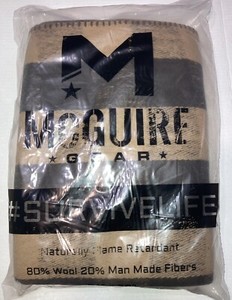 M
McGUIRE
GEAR
#SURVIVELIFE
Naturally Flame Retardant
80% Wool 20% Man Made Fibers